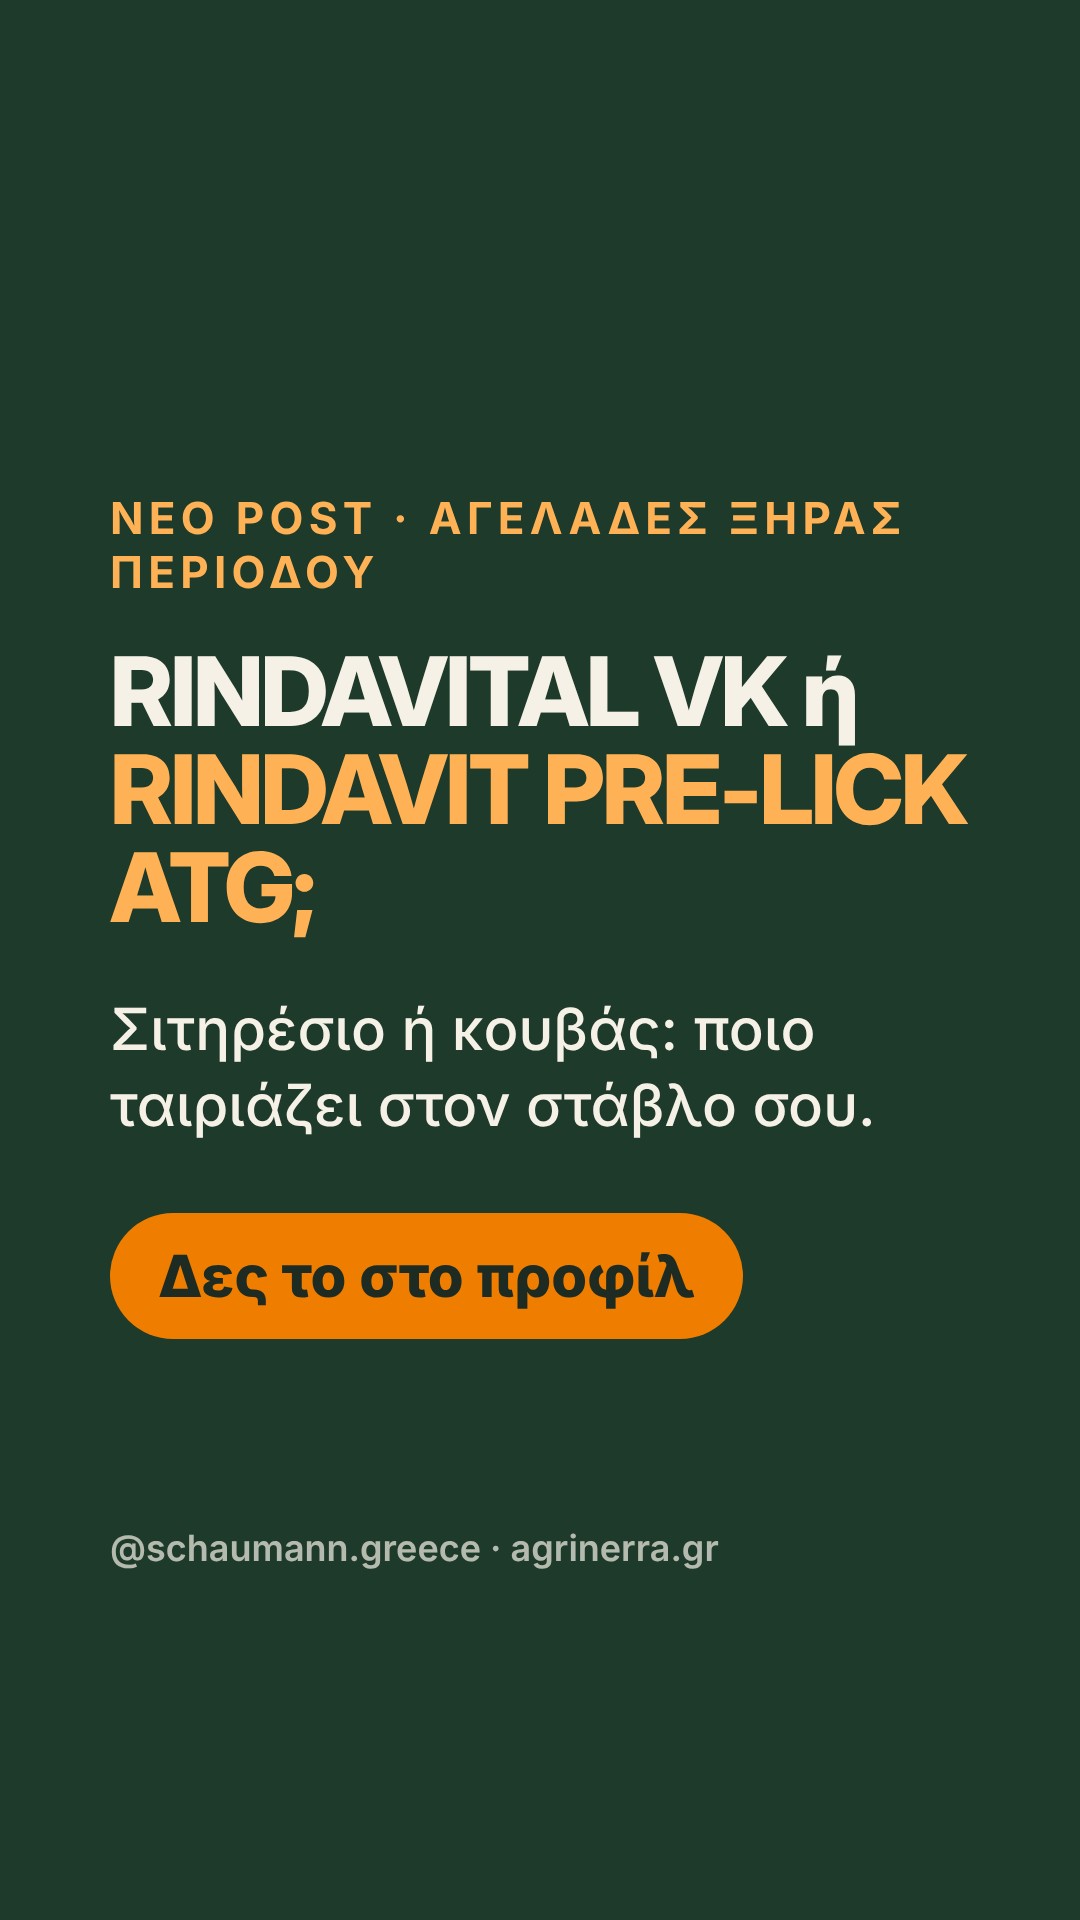 ΝΕΟ POST · ΑΓΕΛΑΔΕΣ ΞΗΡΑΣ
ΠΕΡΙΟΔΟΥ
RINDAVITAL VK ή
RINDAVIT PRE-LICK
ATG;
Σιτηρέσιο ή κουβάς: ποιο
ταιριάζει στον στάβλο σου.
Δες το στο προφίλ
@schaumann.greece · agrinerra.gr